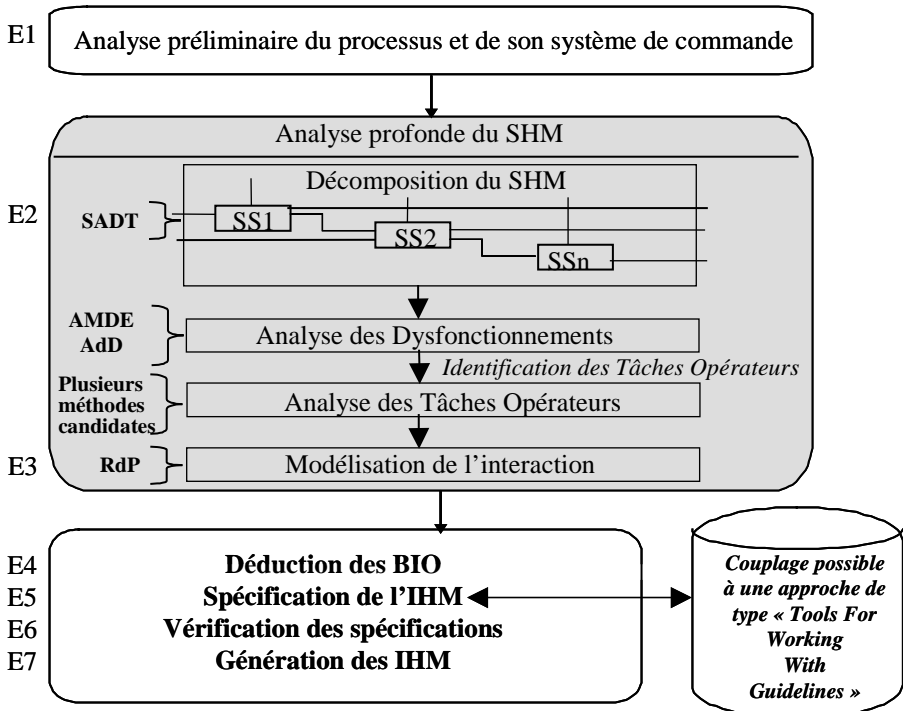 E1
Analyse préliminaire du processus et de son système de commande
Analyse profonde du SHM
Décomposition du SHM
E2
SADT
SS1
SS2
SSn
AMDE
AdD
Analyse des Dysfonctionnements
Identification des Tâches Opérateurs
Plusieurs
méthodes
candidates
Analyse des Tâches Opérateurs
E3
RdP
Modélisation de l'interaction
E4
Déduction des BIO
E5
Spécification de l'IHM
E6
Vérification des spécifications
E7
Génération des IHM
Couplage possible
à une approche de
type « Tools For
Working
With
Guidelines »